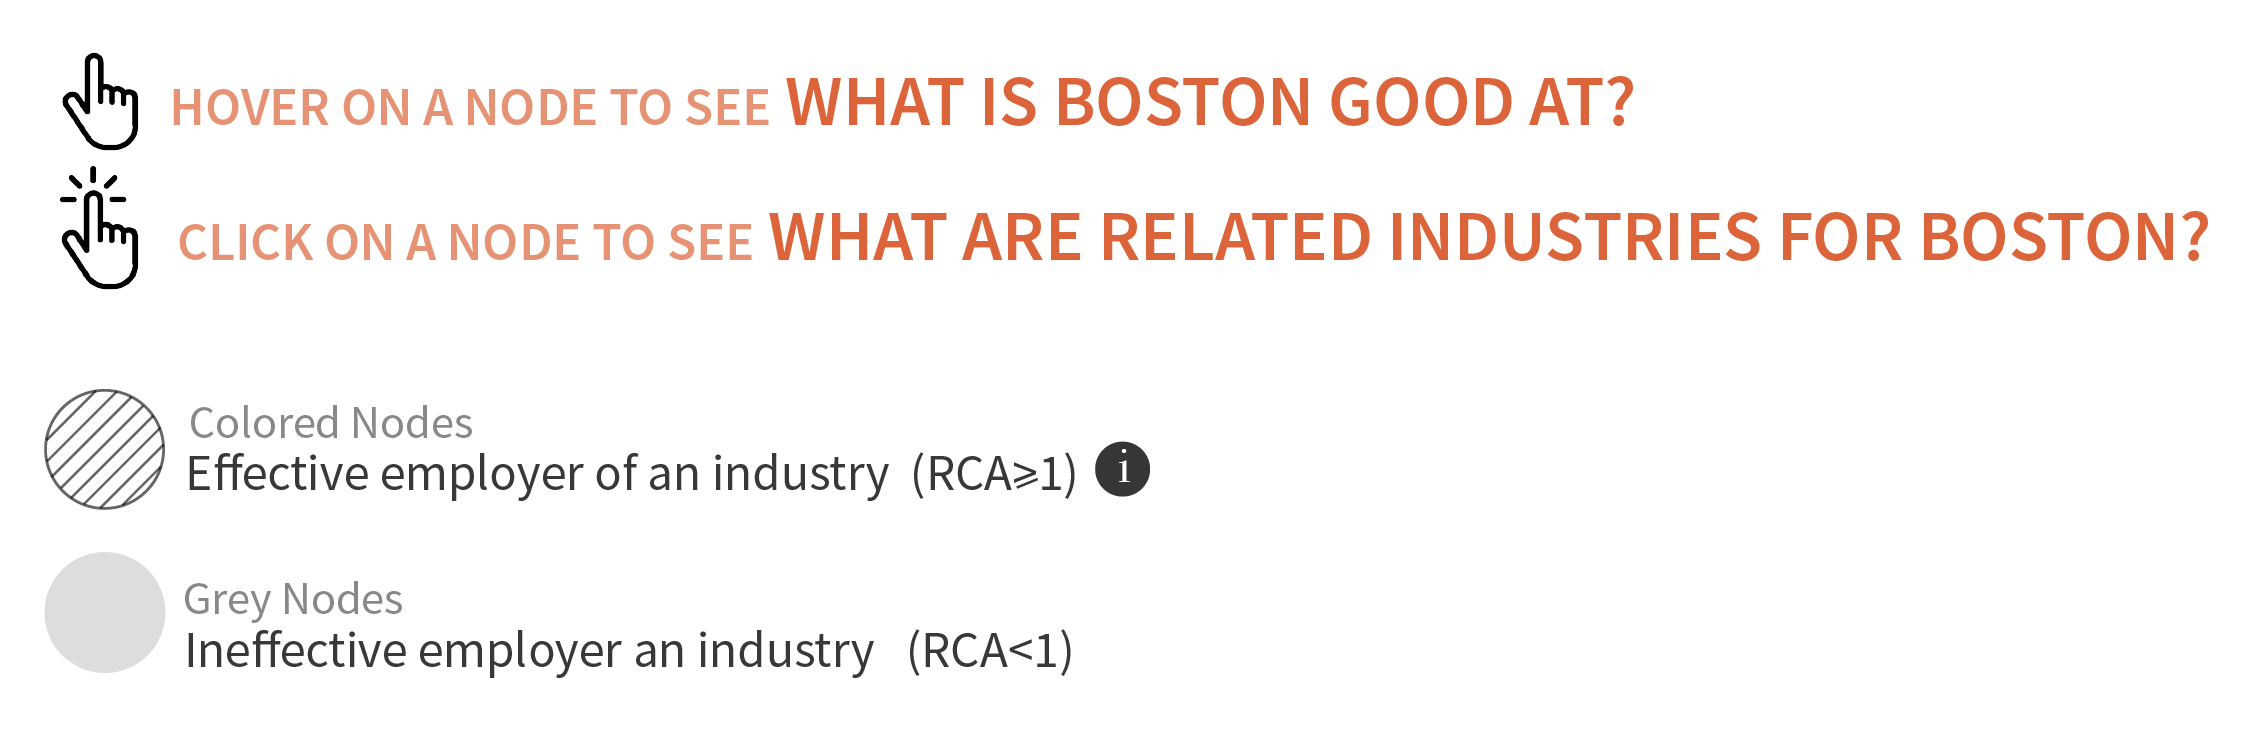 HOVER ON A NODE TO SEE WHAT IS BOSTON GOOD AT?
CLICK ON A NODE TO SEE WHAT ARE RELATED INDUSTRIES FOR BOSTON?
Colored Nodes
Effective employer of an industry (RCA⩾1) i
Grey Nodes
Ineffective employer an industry (RCA<1)